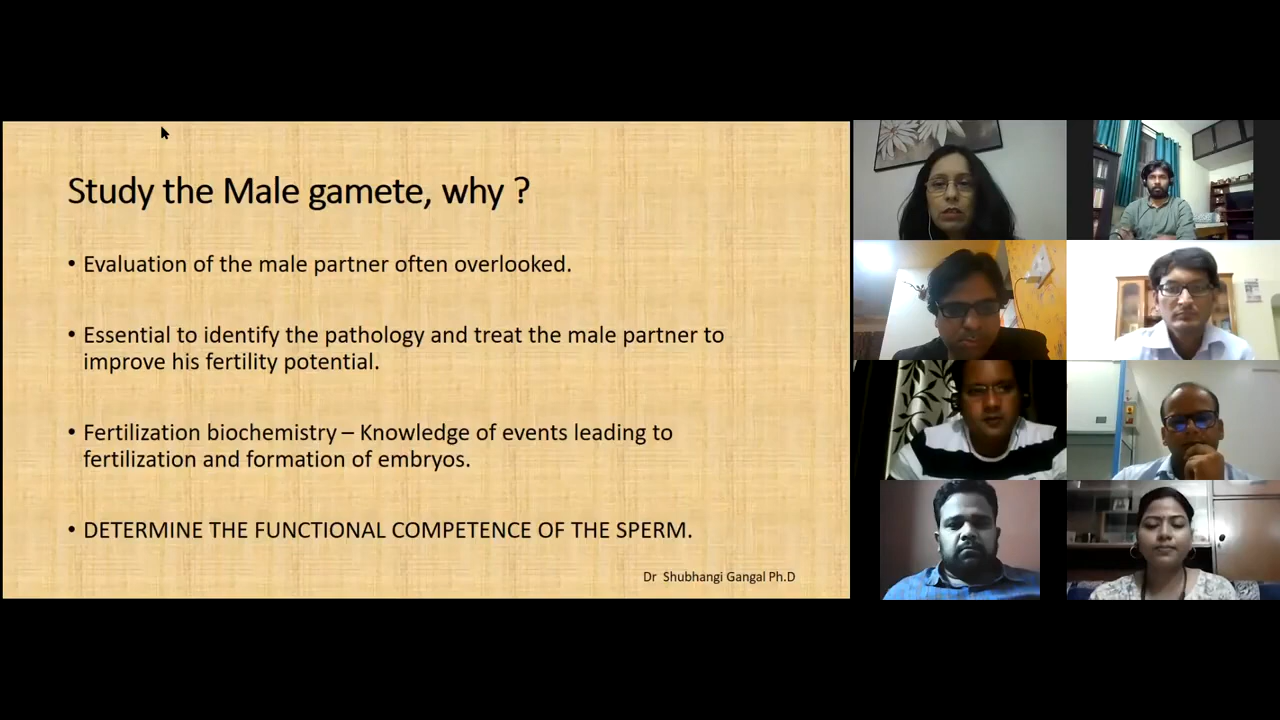 Study the Male gamete, why ?
• Evaluation of the male partner often overlooked.
• Essential to identify the pathology and treat the male partner to
improve his fertility potential.
• Fertilization biochemistry – Knowledge of events leading to
fertilization and formation of embryos.
• DETERMINE THE FUNCTIONAL COMPETENCE OF THE SPERM.
Dr Shubhangi Gangal Ph.D